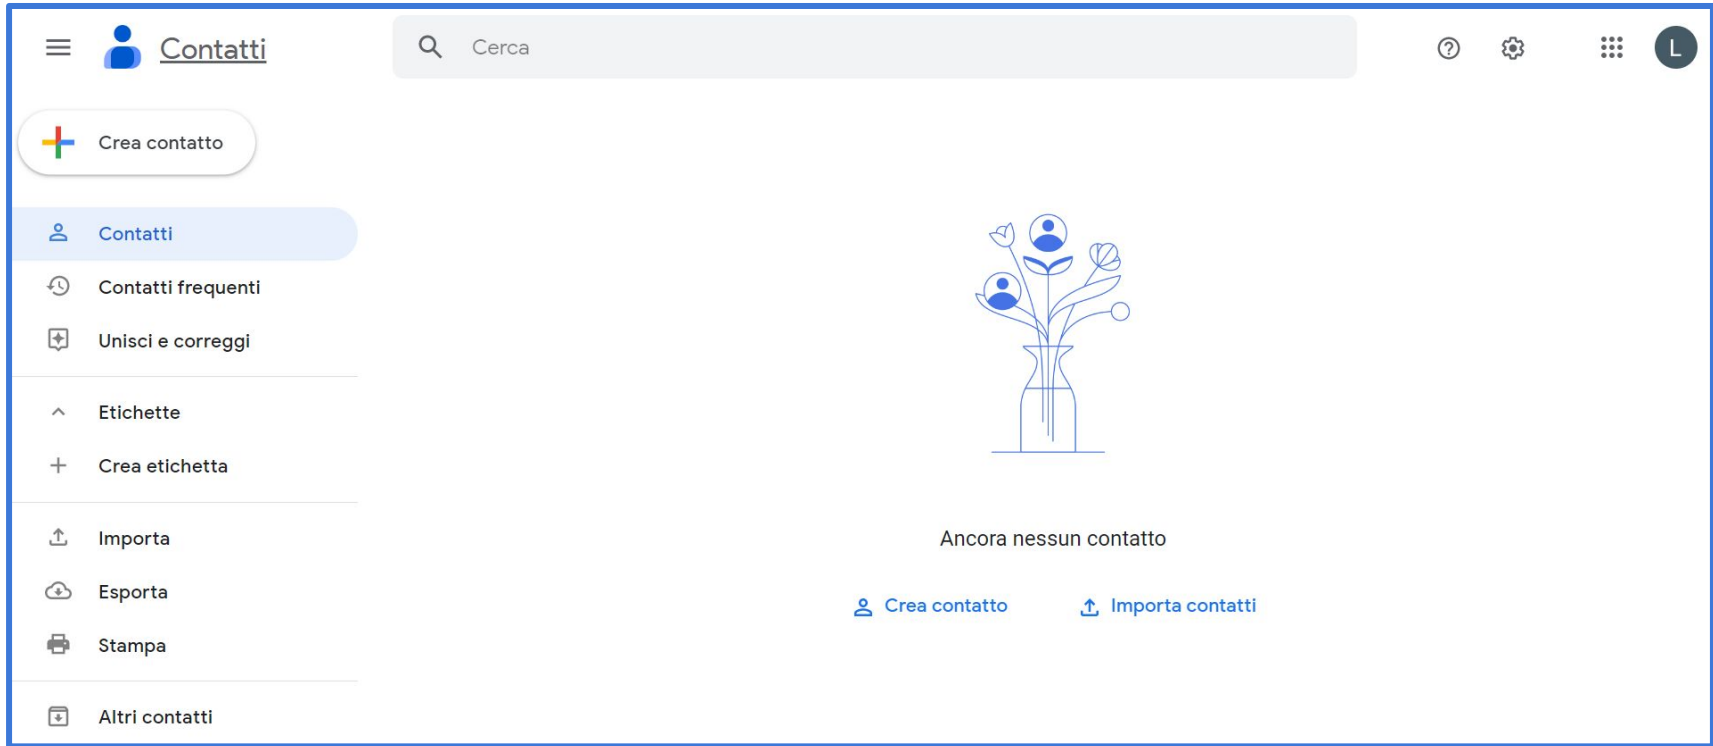 Contatti
Cerca
L
Crea contatto
Contatti
Contatti frequenti
Unisci e correggi
Etichette
Crea etichetta
Importa
Esporta
Stampa
Altri contatti
Ancora nessun contatto
Crea contatto
Importa contatti